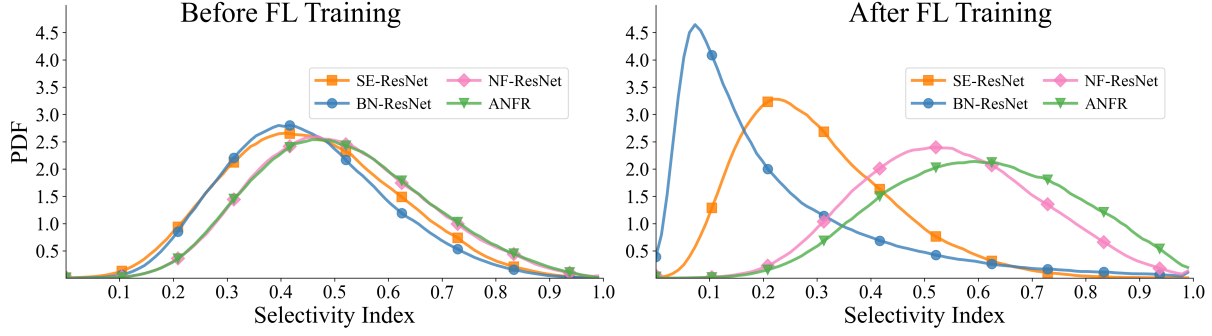 Before FL Training
PDF
4.5
4.0
3.5
3.0
2.5
2.0
1.5
1.0
0.5
SE-ResNet NF-ResNet
BN-ResNet ANFR
0.1 0.2 0.3 0.4 0.5 0.6 0.7 0.8 0.9 1.0
Selectivity Index
After FL Training
4.5
4.0
3.5
3.0
2.5
2.0
1.5
1.0
0.5
SE-ResNet NF-ResNet
BN-ResNet ANFR
0.1 0.2 0.3 0.4 0.5 0.6 0.7 0.8 0.9 1.0
Selectivity Index